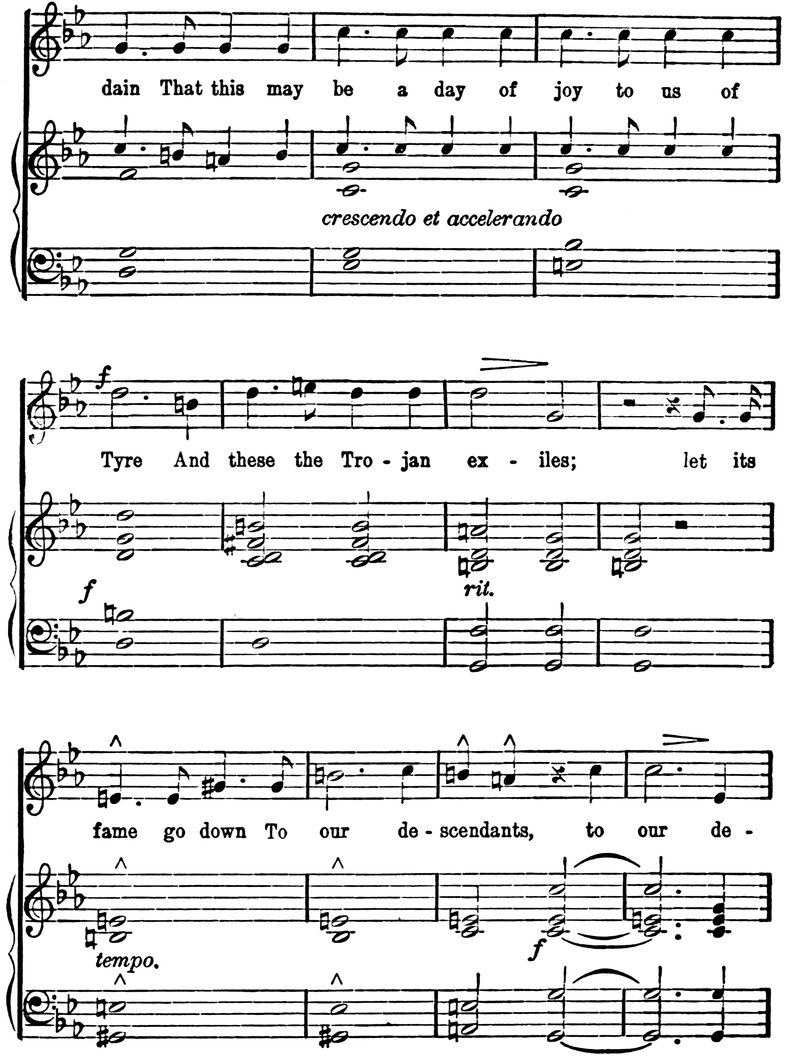 dain That this may be a day of joy to us of
crescendo et accelerando
f
Tyre And these the Tro - jan ex - iles; let its
f rit.
fame go down To our de - scendants, to our de -
tempo.
f